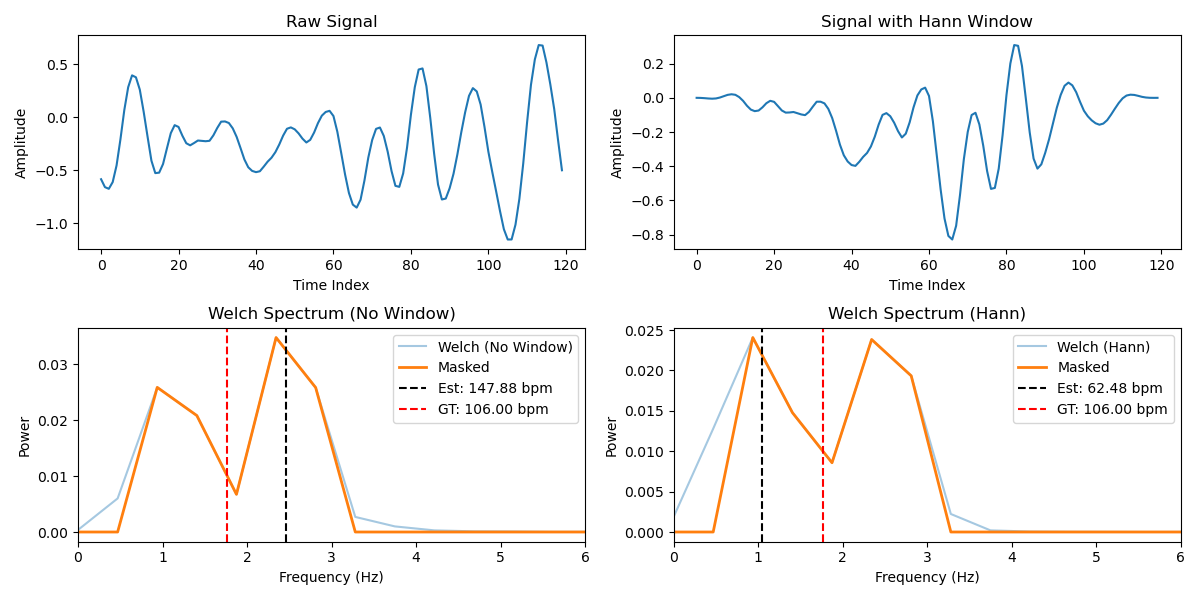 Raw Signal
Amplitude
0.5
0.0
−0.5
−1.0
0 20 40 60 80 100 120
Time Index
Signal with Hann Window
Amplitude
0.2
0.0
−0.2
−0.4
−0.6
−0.8
0 20 40 60 80 100 120
Time Index
Welch Spectrum (No Window)
Power
0.03
0.02
0.01
0.00
Welch (No Window)
Masked
Est: 147.88 bpm
GT: 106.00 bpm
0 1 2 3 4 5 6
Frequency (Hz)
Welch Spectrum (Hann)
Power
0.025
0.020
0.015
0.010
0.005
0.000
Welch (Hann)
Masked
Est: 62.48 bpm
GT: 106.00 bpm
0 1 2 3 4 5 6
Frequency (Hz)